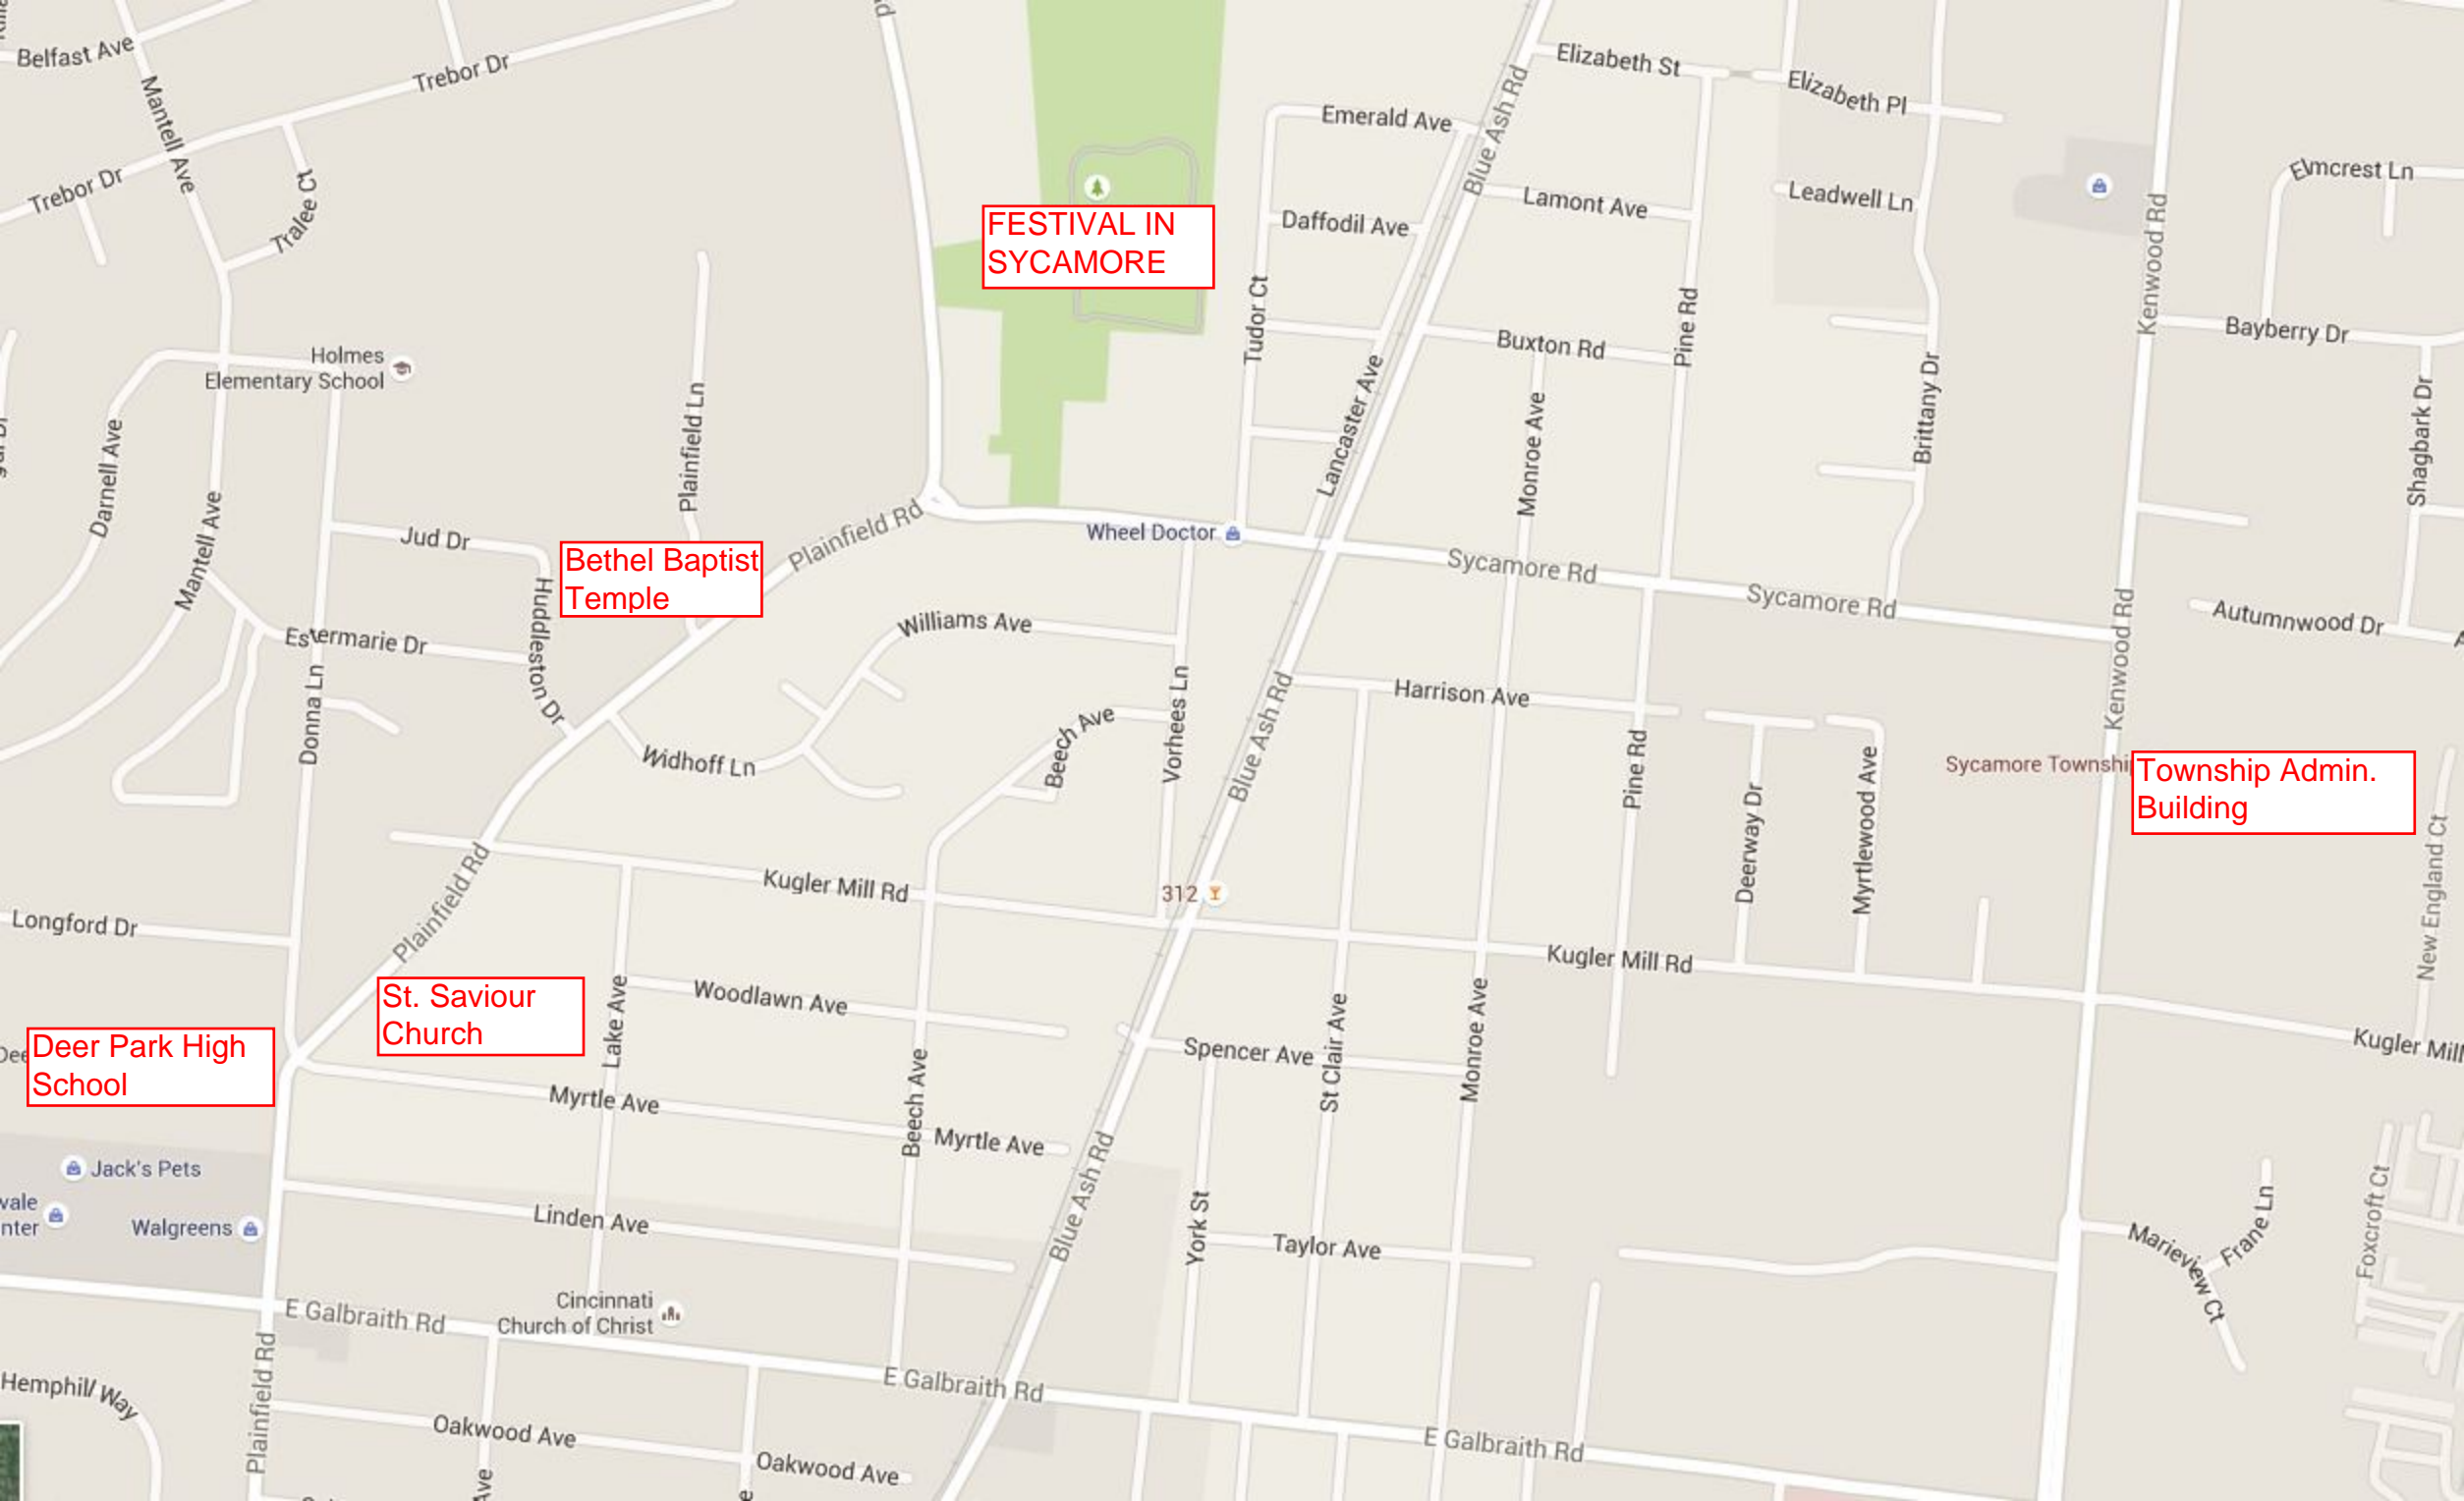 Belfast Ave
Trebor Dr
Mantell Ave
Trebor Dr
Tralee Ct
Elizabeth St
Elizabeth Pl
Emerald Ave
Blue Ash Rd
Lamont Ave
Leadwell Ln
Elmcrest Ln
FESTIVAL IN
SYCAMORE
Daffodil Ave
Kenwood Rd
Tudor Ct
Pine Rd
Buxton Rd
Bayberry Dr
Holmes
Elementary School
Plainfield Ln
Lancaster Ave
Monroe Ave
Brittany Dr
Shagbark Dr
Darnell Ave
Mantell Ave
Jud Dr
Plainfield Rd
Wheel Doctor
Bethel Baptist
Temple
Sycamore Rd
Sycamore Rd
Huddleston Dr
Williams Ave
Kenwood Rd
Autumnwood Dr
Estermarie Dr
Donna Ln
Harrison Ave
Vorhees Ln
Beech Ave
Blue Ash Rd
Widhoff Ln
Pine Rd
Deerway Dr
Myrtlewood Ave
Sycamore Townshi
Township Admin.
Building
New England Ct
Kugler Mill Rd
312
Plainfield Rd
Longford Dr
Kugler Mill Rd
St. Saviour
Church
Lake Ave
Woodlawn Ave
Deer Park High
School
Spencer Ave
St Clair Ave
Monroe Ave
Kugler Mill
Myrtle Ave
Beech Ave
Myrtle Ave
Blue Ash Rd
Jack's Pets
vale
nter
Walgreens
Linden Ave
York St
Taylor Ave
Marieview Ct
Frane Ln
Foxcroft Ct
Cincinnati
Church of Christ
E Galbraith Rd
Plainfield Rd
Hemphill Way
E Galbraith Rd
Oakwood Ave
Oakwood Ave
E Galbraith Rd
Ave